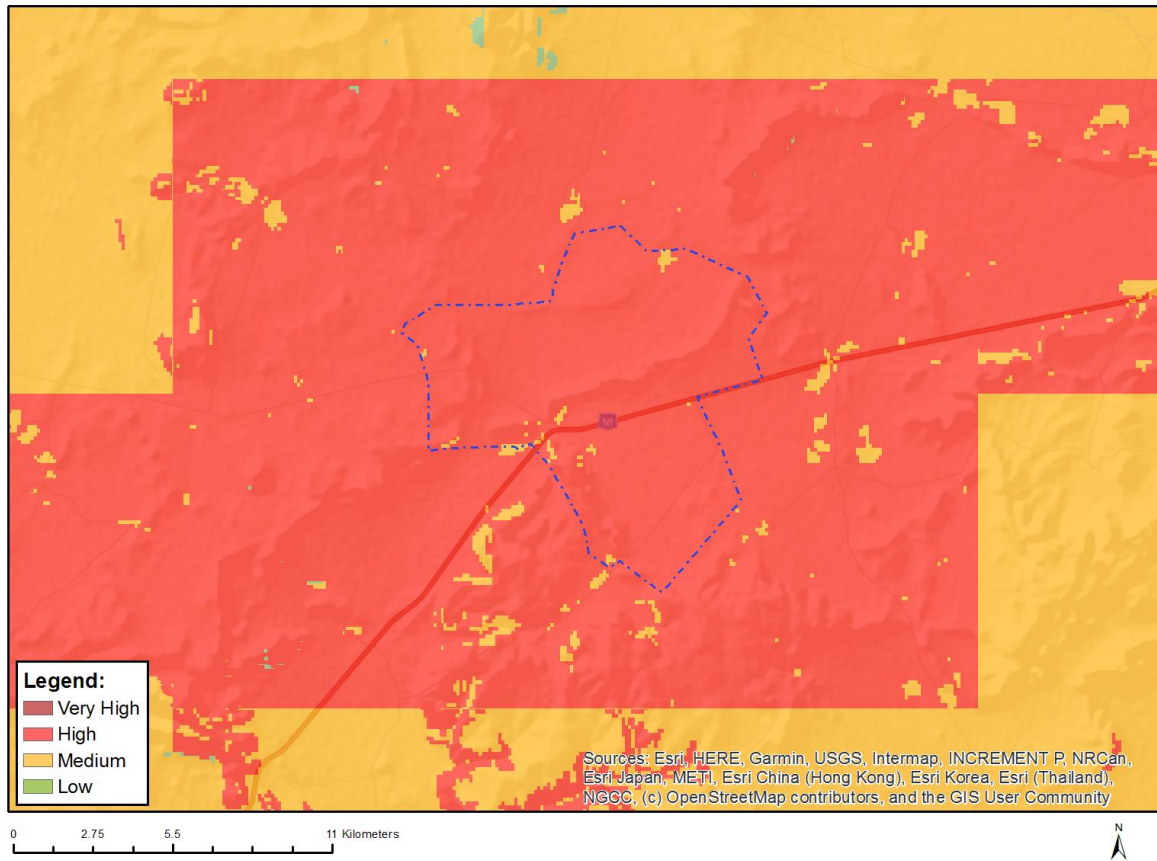 N1
Legend:
Very High
High
Medium
Low
Sources: Esri, HERE, Garmin, USGS, Intermap, INCREMENT P, NRCan,
Esri Japan, METI, Esri China (Hong Kong), Esri Korea, Esri (Thailand),
NGCC, (c) OpenStreetMap contributors, and the GIS User Community
0 2.75 5.5 11 Kilometers
N